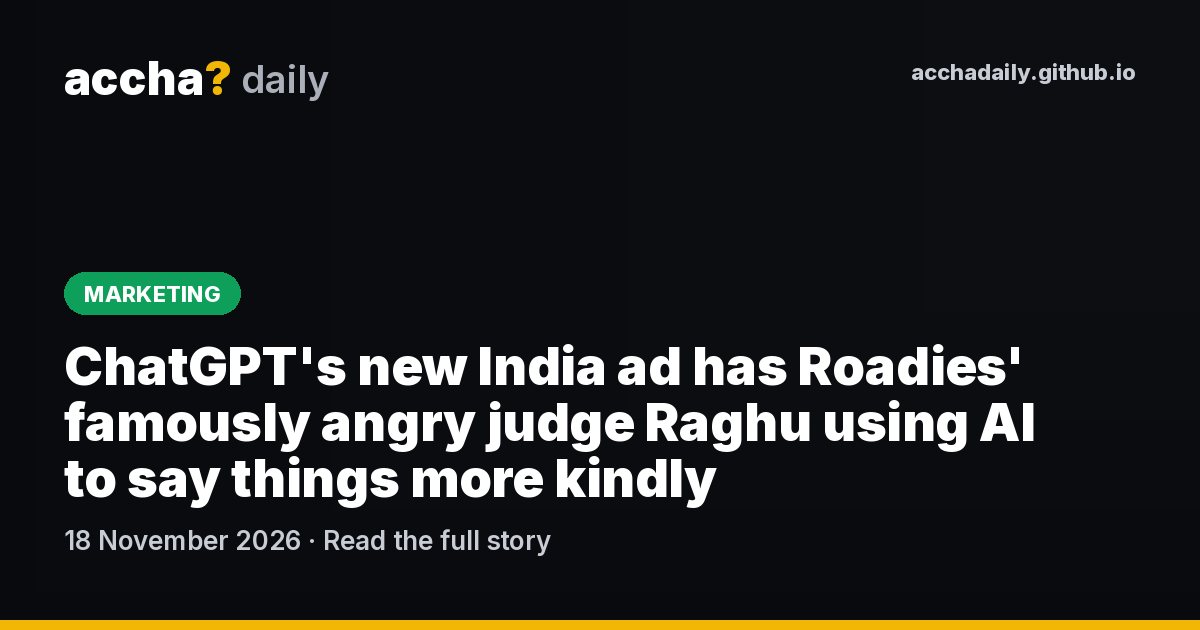 accha? daily
acchadaily.github.io
MARKETING
ChatGPT's new India ad has Roadies'
famously angry judge Raghu using AI
to say things more kindly
18 November 2026 · Read the full story